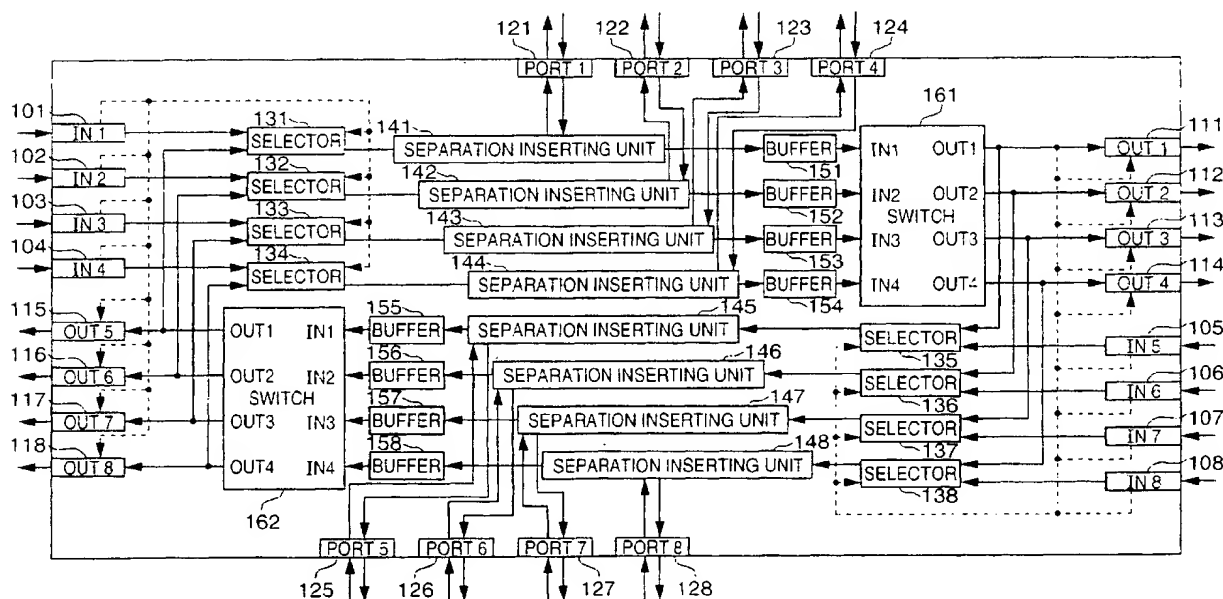 121 122 123 124
PORT 1 PORT 2 PORT 3 PORT 4
101 131 161 111
IN 1 SELECTOR 141 SEPARATION INSERTING UNIT BUFFER 151 IN1 OUT1 OUT 1
102 132 142 112
IN 2 SELECTOR SEPARATION INSERTING UNIT BUFFER 152 IN2 OUT2 OUT 2
SWITCH
103 133 143 113
IN 3 SELECTOR SEPARATION INSERTING UNIT BUFFER 153 IN3 OUT3 OUT 3
104 134 144 114
IN 4 SELECTOR SEPARATION INSERTING UNIT BUFFER 154 IN4 OUT4 OUT 4
115 155 145 105
OUT 5 OUT1 IN1 BUFFER SEPARATION INSERTING UNIT SELECTOR 135 IN 5
116 156 146 106
OUT 6 OUT2 IN2 BUFFER SEPARATION INSERTING UNIT SELECTOR 136 IN 6
SWITCH
117 157 147 107
OUT 7 OUT3 IN3 BUFFER SEPARATION INSERTING UNIT SELECTOR 137 IN 7
118 158 148 108
OUT 8 OUT4 IN4 BUFFER SEPARATION INSERTING UNIT SELECTOR 138 IN 8
162
PORT 5 PORT 6 PORT 7 PORT 8
125 126 127 128